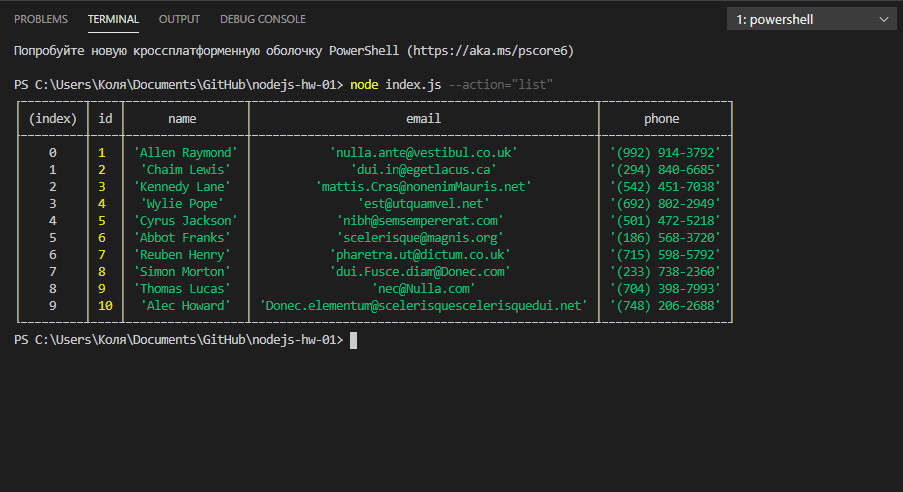 PROBLEMS TERMINAL OUTPUT DEBUG CONSOLE 1: powershell
Попробуйте новую кроссплатформенную оболочку PowerShell (https://aka.ms/pscore6)
PS C:\Users\Коля\Documents\GitHub\nodejs-hw-01> node index.js --action="list"
(index) id name email phone
0 1 'Allen Raymond' 'nulla.ante@vestibul.co.uk' '(992) 914-3792'
1 2 'Chaim Lewis' 'dui.in@egetlacus.ca' '(294) 840-6685'
2 3 'Kennedy Lane' 'mattis.Cras@nonenimMauris.net' '(542) 451-7038'
3 4 'Wylie Pope' 'est@utquamvel.net' '(692) 802-2949'
4 5 'Cyrus Jackson' 'nibh@semsempererat.com' '(501) 472-5218'
5 6 'Abbot Franks' 'scelerisque@magnis.org' '(186) 568-3720'
6 7 'Reuben Henry' 'pharetra.ut@dictum.co.uk' '(715) 598-5792'
7 8 'Simon Morton' 'dui.Fusce.diam@Donec.com' '(233) 738-2360'
8 9 'Thomas Lucas' 'nec@Nulla.com' '(704) 398-7993'
9 10 'Alec Howard' 'Donec.elementum@scelerisquescelerisquedui.net' '(748) 206-2688'
PS C:\Users\Коля\Documents\GitHub\nodejs-hw-01>